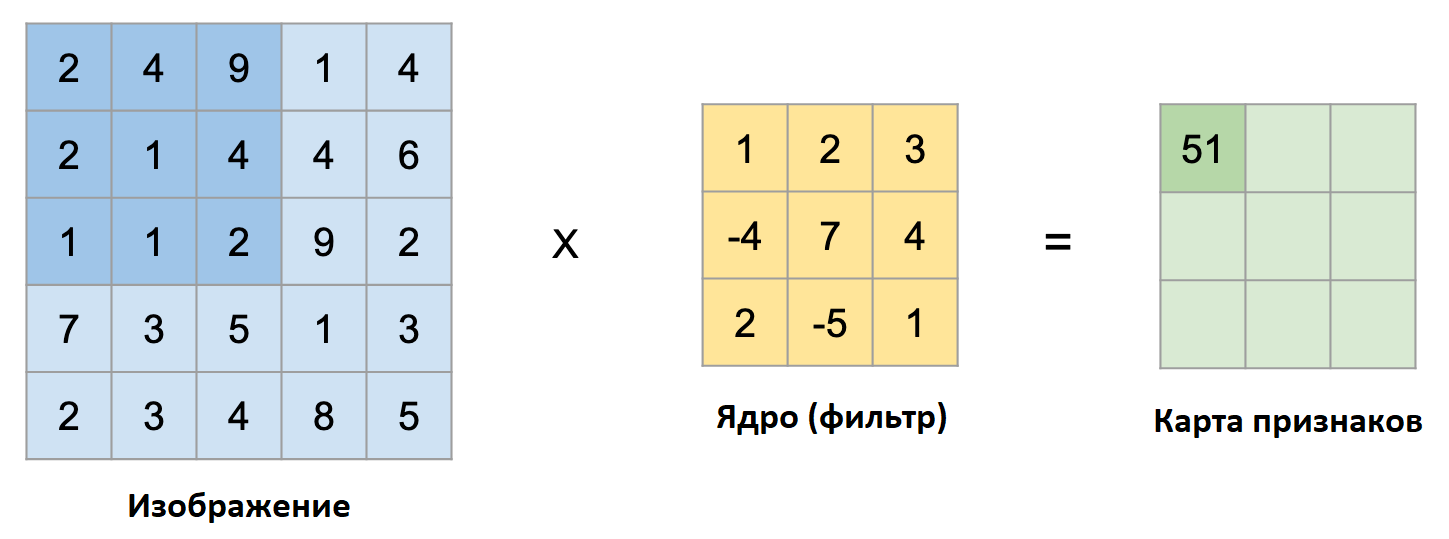 2 4 9 1 4
2 1 4 4 6
1 1 2 9 2
7 3 5 1 3
2 3 4 8 5
Изображение
x
1 2 3
-4 7 4
2 -5 1
Ядро (фильтр)
=
51
Карта признаков